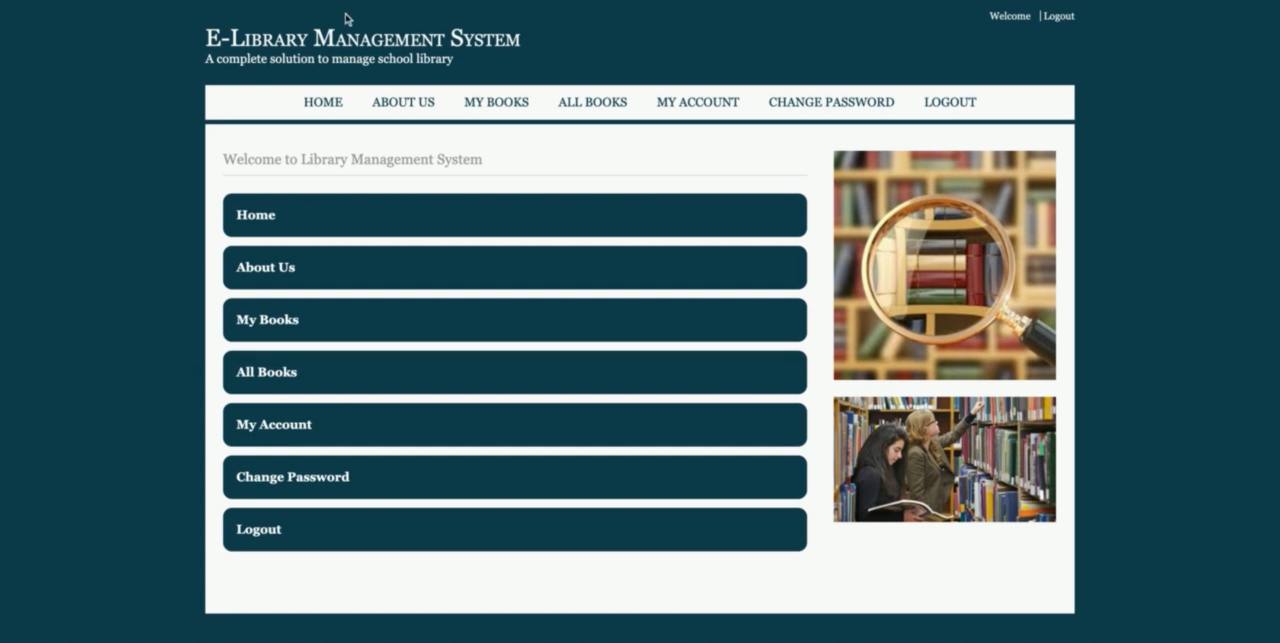 Welcome | Logout
E-Library Management System
A complete solution to manage school library
HOME ABOUT US MY BOOKS ALL BOOKS MY ACCOUNT CHANGE PASSWORD LOGOUT
Welcome to Library Management System
Home
About Us
My Books
All Books
My Account
Change Password
Logout